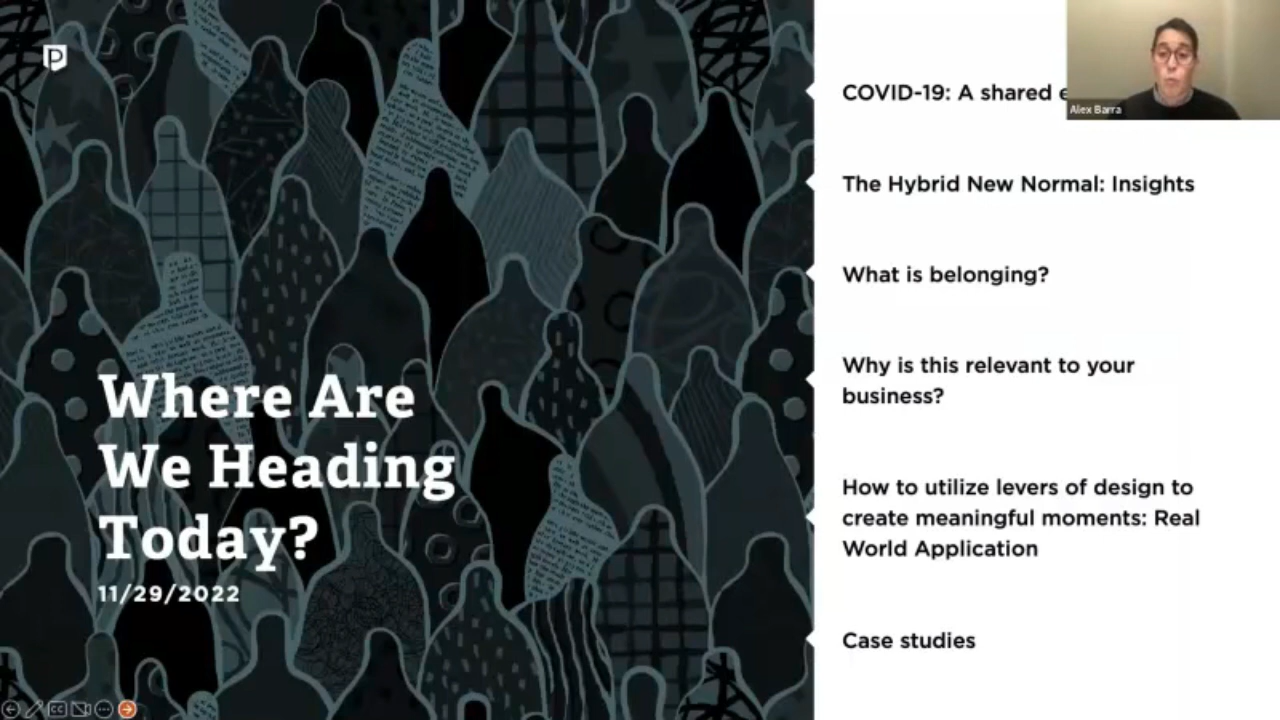 Where Are
We Heading
Today?
11/29/2022
COVID-19: A shared e
Alex Barra
The Hybrid New Normal: Insights
What is belonging?
Why is this relevant to your
business?
How to utilize levers of design to
create meaningful moments: Real
World Application
Case studies